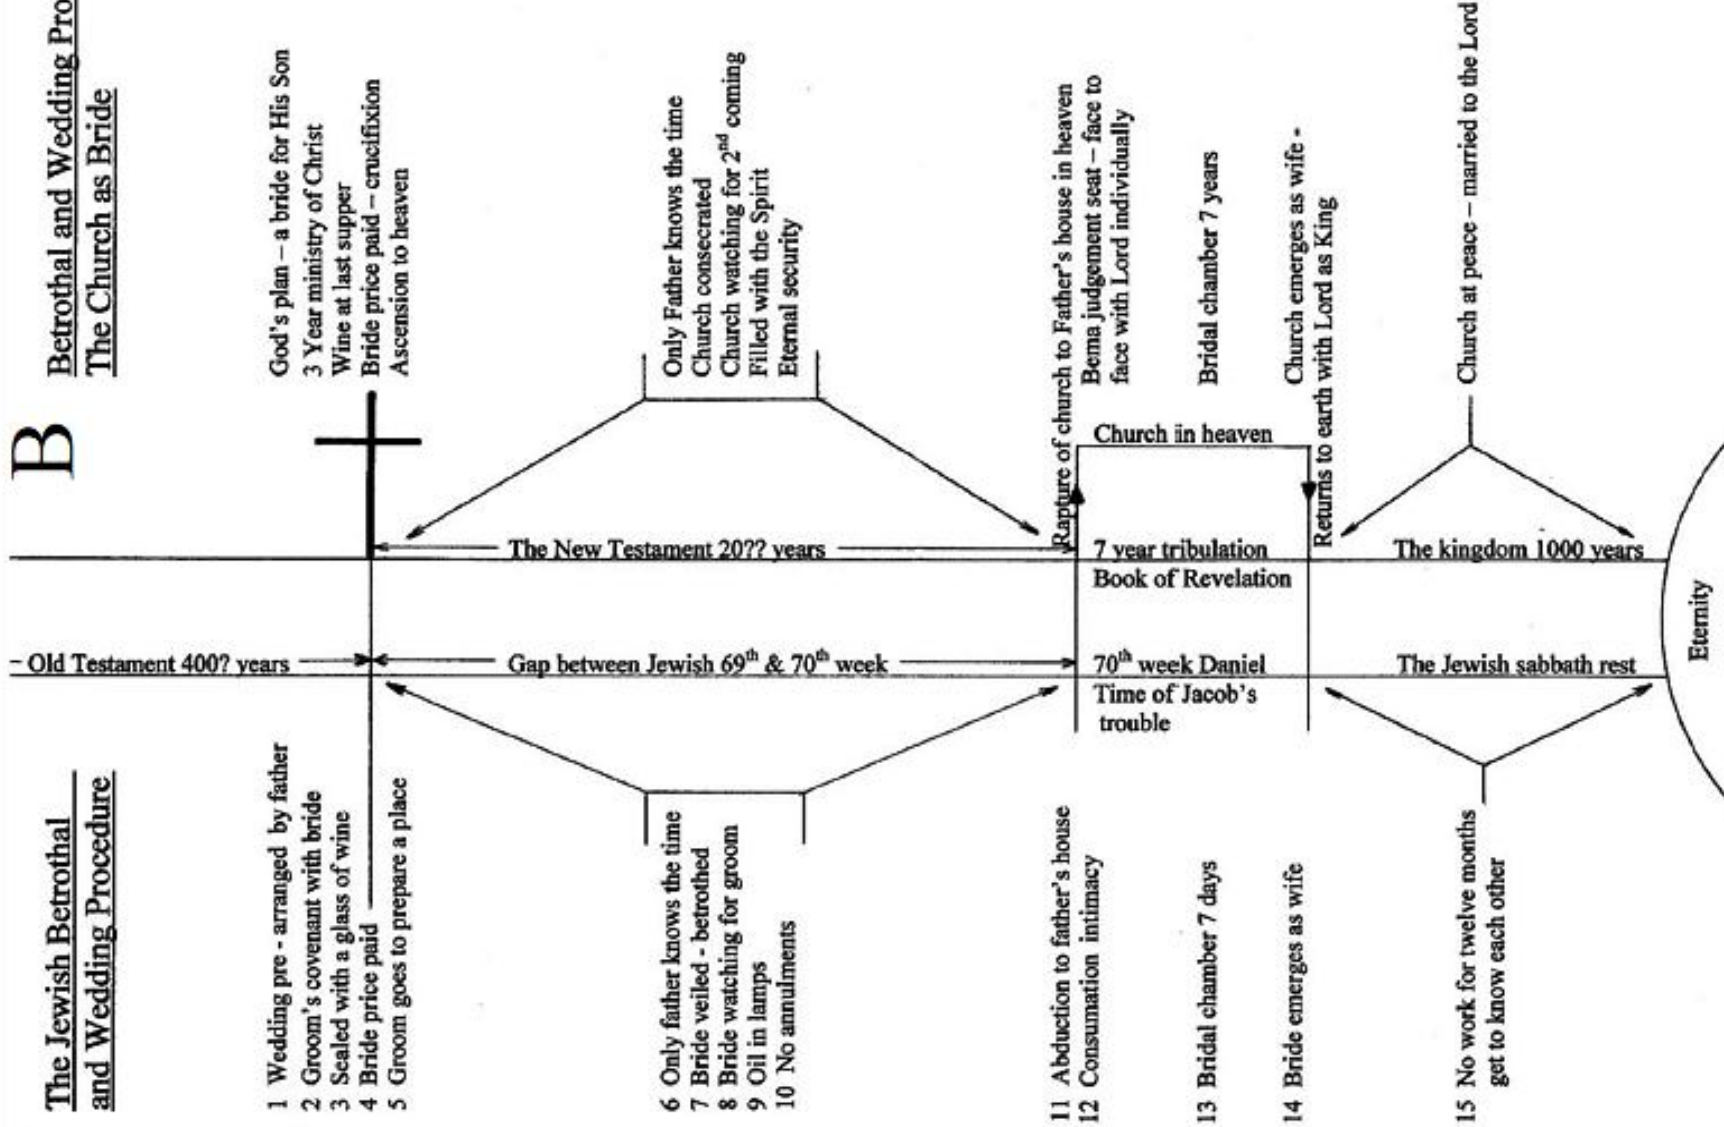 B
Betrothal and Wedding Pro
The Church as Bride
God's plan – a bride for His Son
3 Year ministry of Christ
Wine at last supper
Bride price paid – crucifixion
Ascension to heaven
Only Father knows the time
Church consecrated
Church watching for 2nd coming
Filled with the Spirit
Eternal security
Rapture of church to Father's house in heaven
Bema judgement seat – face to
face with Lord individually
Bridal chamber 7 years
Church emerges as wife -
Returns to earth with Lord as King
Church at peace – married to the Lord
Church in heaven
The New Testament 20?? years
7 year tribulation
The kingdom 1000 years
Book of Revelation
Old Testament 400? years
Gap between Jewish 69th & 70th week
70th week Daniel
The Jewish sabbath rest
Time of Jacob's
trouble
Eternity
The Jewish Betrothal
and Wedding Procedure
1 Wedding pre - arranged by father
2 Groom's covenant with bride
3 Sealed with a glass of wine
4 Bride price paid
5 Groom goes to prepare a place
6 Only father knows the time
7 Bride veiled - betrothed
8 Bride watching for groom
9 Oil in lamps
10 No annulments
11 Abduction to father's house
12 Consumation intimacy
13 Bridal chamber 7 days
14 Bride emerges as wife
15 No work for twelve months
get to know each other